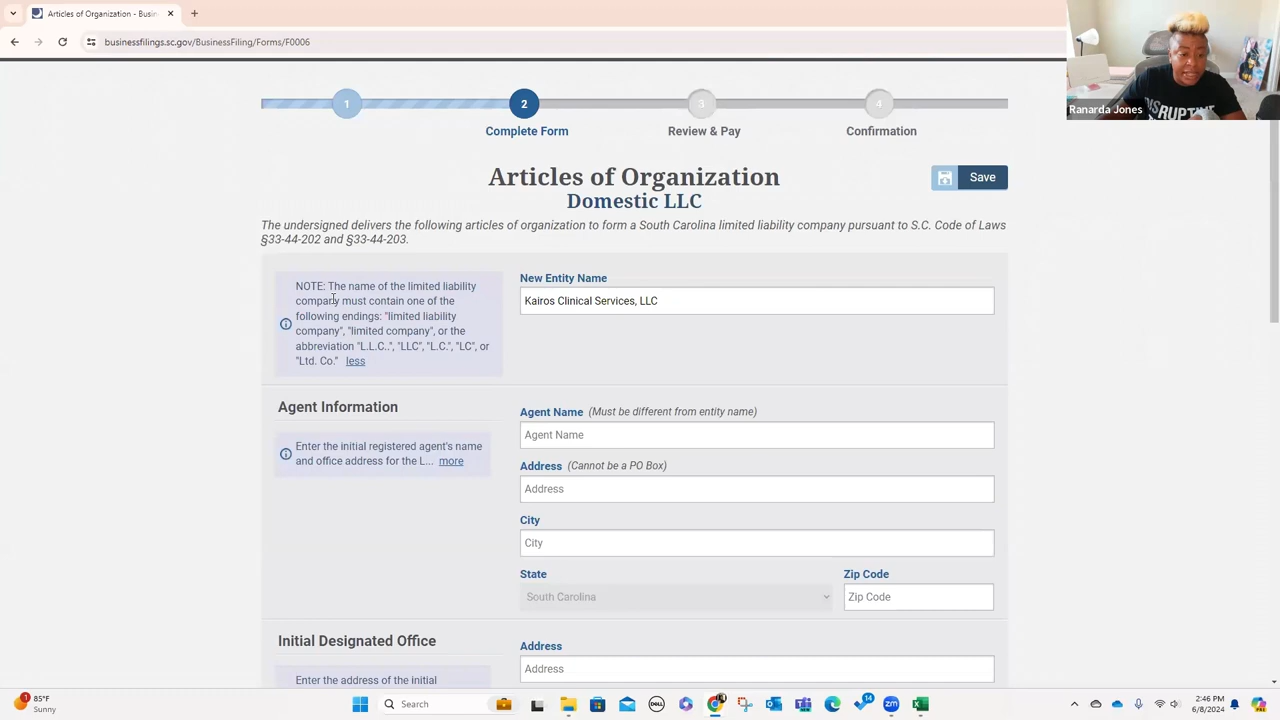 Articles of Organization - Busin
businessfilings.sc.gov/BusinessFiling/Forms/F0006
Ranarda Jones
DISRUPTIVE
1
2
3
4
Complete Form
Review & Pay
Confirmation
Articles of Organization
Domestic LLC
Save
The undersigned delivers the following articles of organization to form a South Carolina limited liability company pursuant to S.C. Code of Laws
§33-44-202 and §33-44-203.
NOTE: The name of the limited liability
company must contain one of the
following endings: "limited liability
company", "limited company", or the
abbreviation "L.L.C..", "LLC", "L.C.", "LC", or
"Ltd. Co." less
New Entity Name
Kairos Clinical Services, LLC
Agent Information
Enter the initial registered agent's name
and office address for the L... more
Agent Name (Must be different from entity name)
Agent Name
Address (Cannot be a PO Box)
Address
City
City
State
Zip Code
South Carolina
Zip Code
Initial Designated Office
Enter the address of the initial
Address
Address
1
85°F
Sunny
Search
DELL
14
2:46 PM
6/8/2024